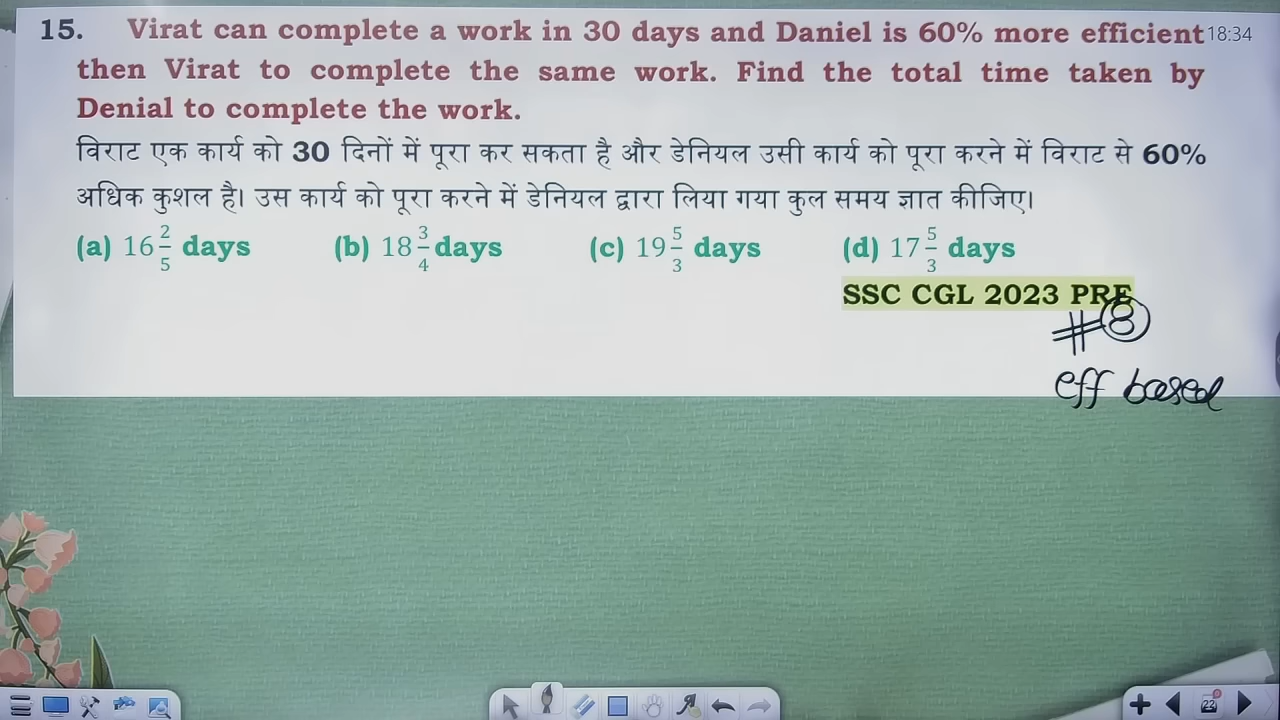 15. Virat can complete a work in 30 days and Daniel is 60% more efficient
18:34
then Virat to complete the same work. Find the total time taken by
Denial to complete the work.
विराट एक कार्य को 30 दिनों में पूरा कर सकता है और डेनियल उसी कार्य को पूरा करने में विराट से 60%
अधिक कुशल है। उस कार्य को पूरा करने में डेनियल द्वारा लिया गया कुल समय ज्ञात कीजिए।
(a) 16 2/5 days (b) 18 3/4 days (c) 19 5/3 days (d) 17 5/3 days
SSC CGL 2023 PRE
#8
eff based
23